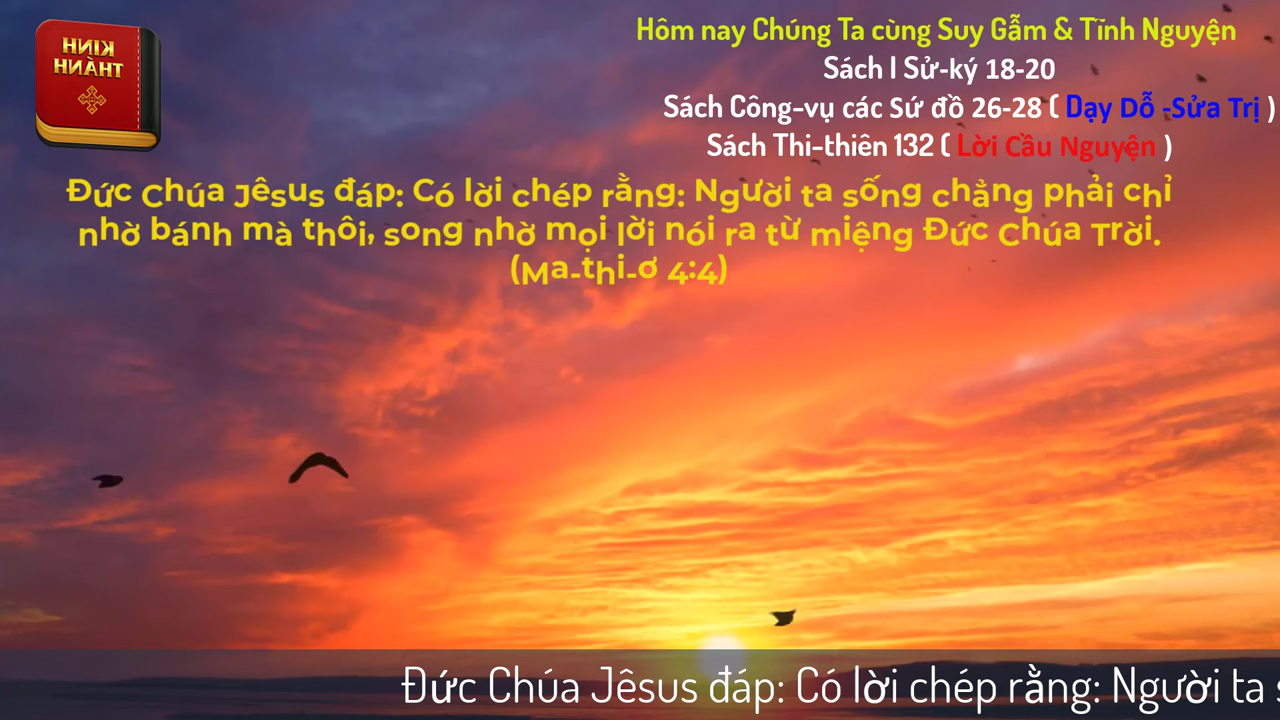 KINH
THÀNH
Hôm nay Chúng Ta cùng Suy Gẫm & Tĩnh Nguyện
Sách I Sử-ký 18-20
Sách Công-vụ các Sứ đồ 26-28 ( Dạy Dỗ -Sửa Trị )
Sách Thi-thiên 132 ( Lời Cầu Nguyện )
Đức Chúa Jêsus đáp: Có lời chép rằng: Người ta sống chẳng phải chỉ
nhờ bánh mà thôi, song nhờ mọi lời nói ra từ miệng Đức Chúa Trời.
(Ma-thi-ơ 4:4)
Đức Chúa Jêsus đáp: Có lời chép rằng: Người ta